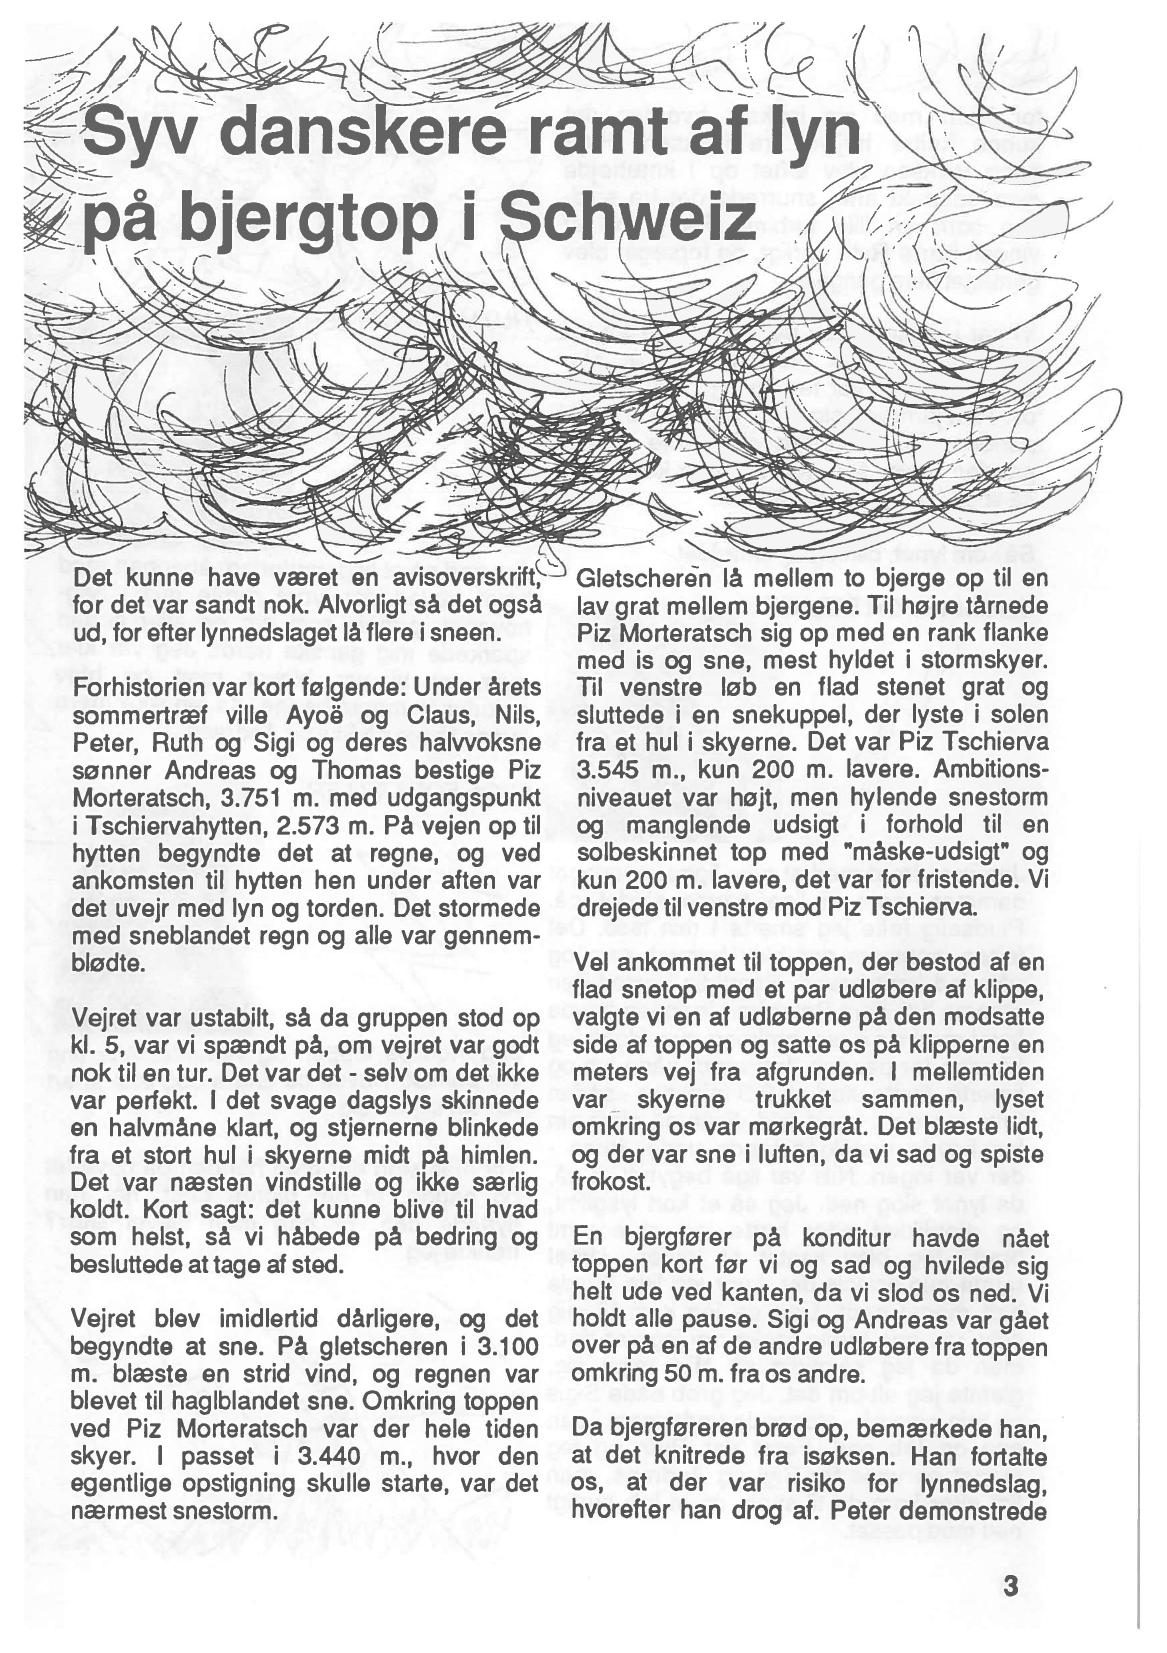 Syv danskere ramt af lyn
på bjergtop i Schweiz
Det kunne have været en avisoverskrift,
for det var sandt nok. Alvorligt så det også
ud, for efter lynnedslaget lå flere i sneen.
Forhistorien var kort følgende: Under årets
sommertræf ville Ayoë og Claus, Nils,
Peter, Ruth og Sigi og deres halvvoksne
sønner Andreas og Thomas bestige Piz
Morteratsch, 3.751 m. med udgangspunkt
i Tschiervahytten, 2.573 m. På vejen op til
hytten begyndte det at regne, og ved
ankomsten til hytten hen under aften var
det uvejr med lyn og torden. Det stormede
med sneblandet regn og alle var gennem-
blødte.
Vejret var ustabilt, så da gruppen stod op
kl. 5, var vi spændt på, om vejret var godt
nok til en tur. Det var det - selv om det ikke
var perfekt. I det svage dagslys skinnede
en halvmåne klart, og stjernerne blinkede
fra et stort hul i skyerne midt på himlen.
Det var næsten vindstille og ikke særlig
koldt. Kort sagt: det kunne blive til hvad
som helst, så vi håbede på bedring og
besluttede at tage af sted.
Vejret blev imidlertid dårligere, og det
begyndte at sne. På gletscheren i 3.100
m. blæste en strid vind, og regnen var
blevet til haglblandet sne. Omkring toppen
ved Piz Morteratsch var der hele tiden
skyer. I passet i 3.440 m., hvor den
egentlige opstigning skulle starte, var det
nærmest snestorm.
Gletscheren lå mellem to bjerge op til en
lav grat mellem bjergene. Til højre tårnede
Piz Morteratsch sig op med en rank flanke
med is og sne, mest hyldet i stormskyer.
Til venstre løb en flad stenet grat og
sluttede i en snekuppel, der lyste i solen
fra et hul i skyerne. Det var Piz Tschierva
3.545 m., kun 200 m. lavere. Ambitions-
niveauet var højt, men hylende snestorm
og manglende udsigt i forhold til en
solbeskinnet top med "måske-udsigt" og
kun 200 m. lavere, det var for fristende. Vi
drejede til venstre mod Piz Tschierva.
Vel ankommet til toppen, der bestod af en
flad snetop med et par udløbere af klippe,
valgte vi en af udløberne på den modsatte
side af toppen og satte os på klipperne en
meters vej fra afgrunden. I mellemtiden
var skyerne trukket sammen, lyset
omkring os var mørkegråt. Det blæste lidt,
og der var sne i luften, da vi sad og spiste
frokost.
En bjergfører på konditur havde nået
toppen kort før vi og sad og hvilede sig
helt ude ved kanten, da vi slod os ned. Vi
holdt alle pause. Sigi og Andreas var gået
over på en af de andre udløbere fra toppen
omkring 50 m. fra os andre.
Da bjergføreren brød op, bemærkede han,
at det knitrede fra isøksen. Han fortalte
os, at der var risiko for lynnedslag,
hvorefter han drog af. Peter demonstrede
3